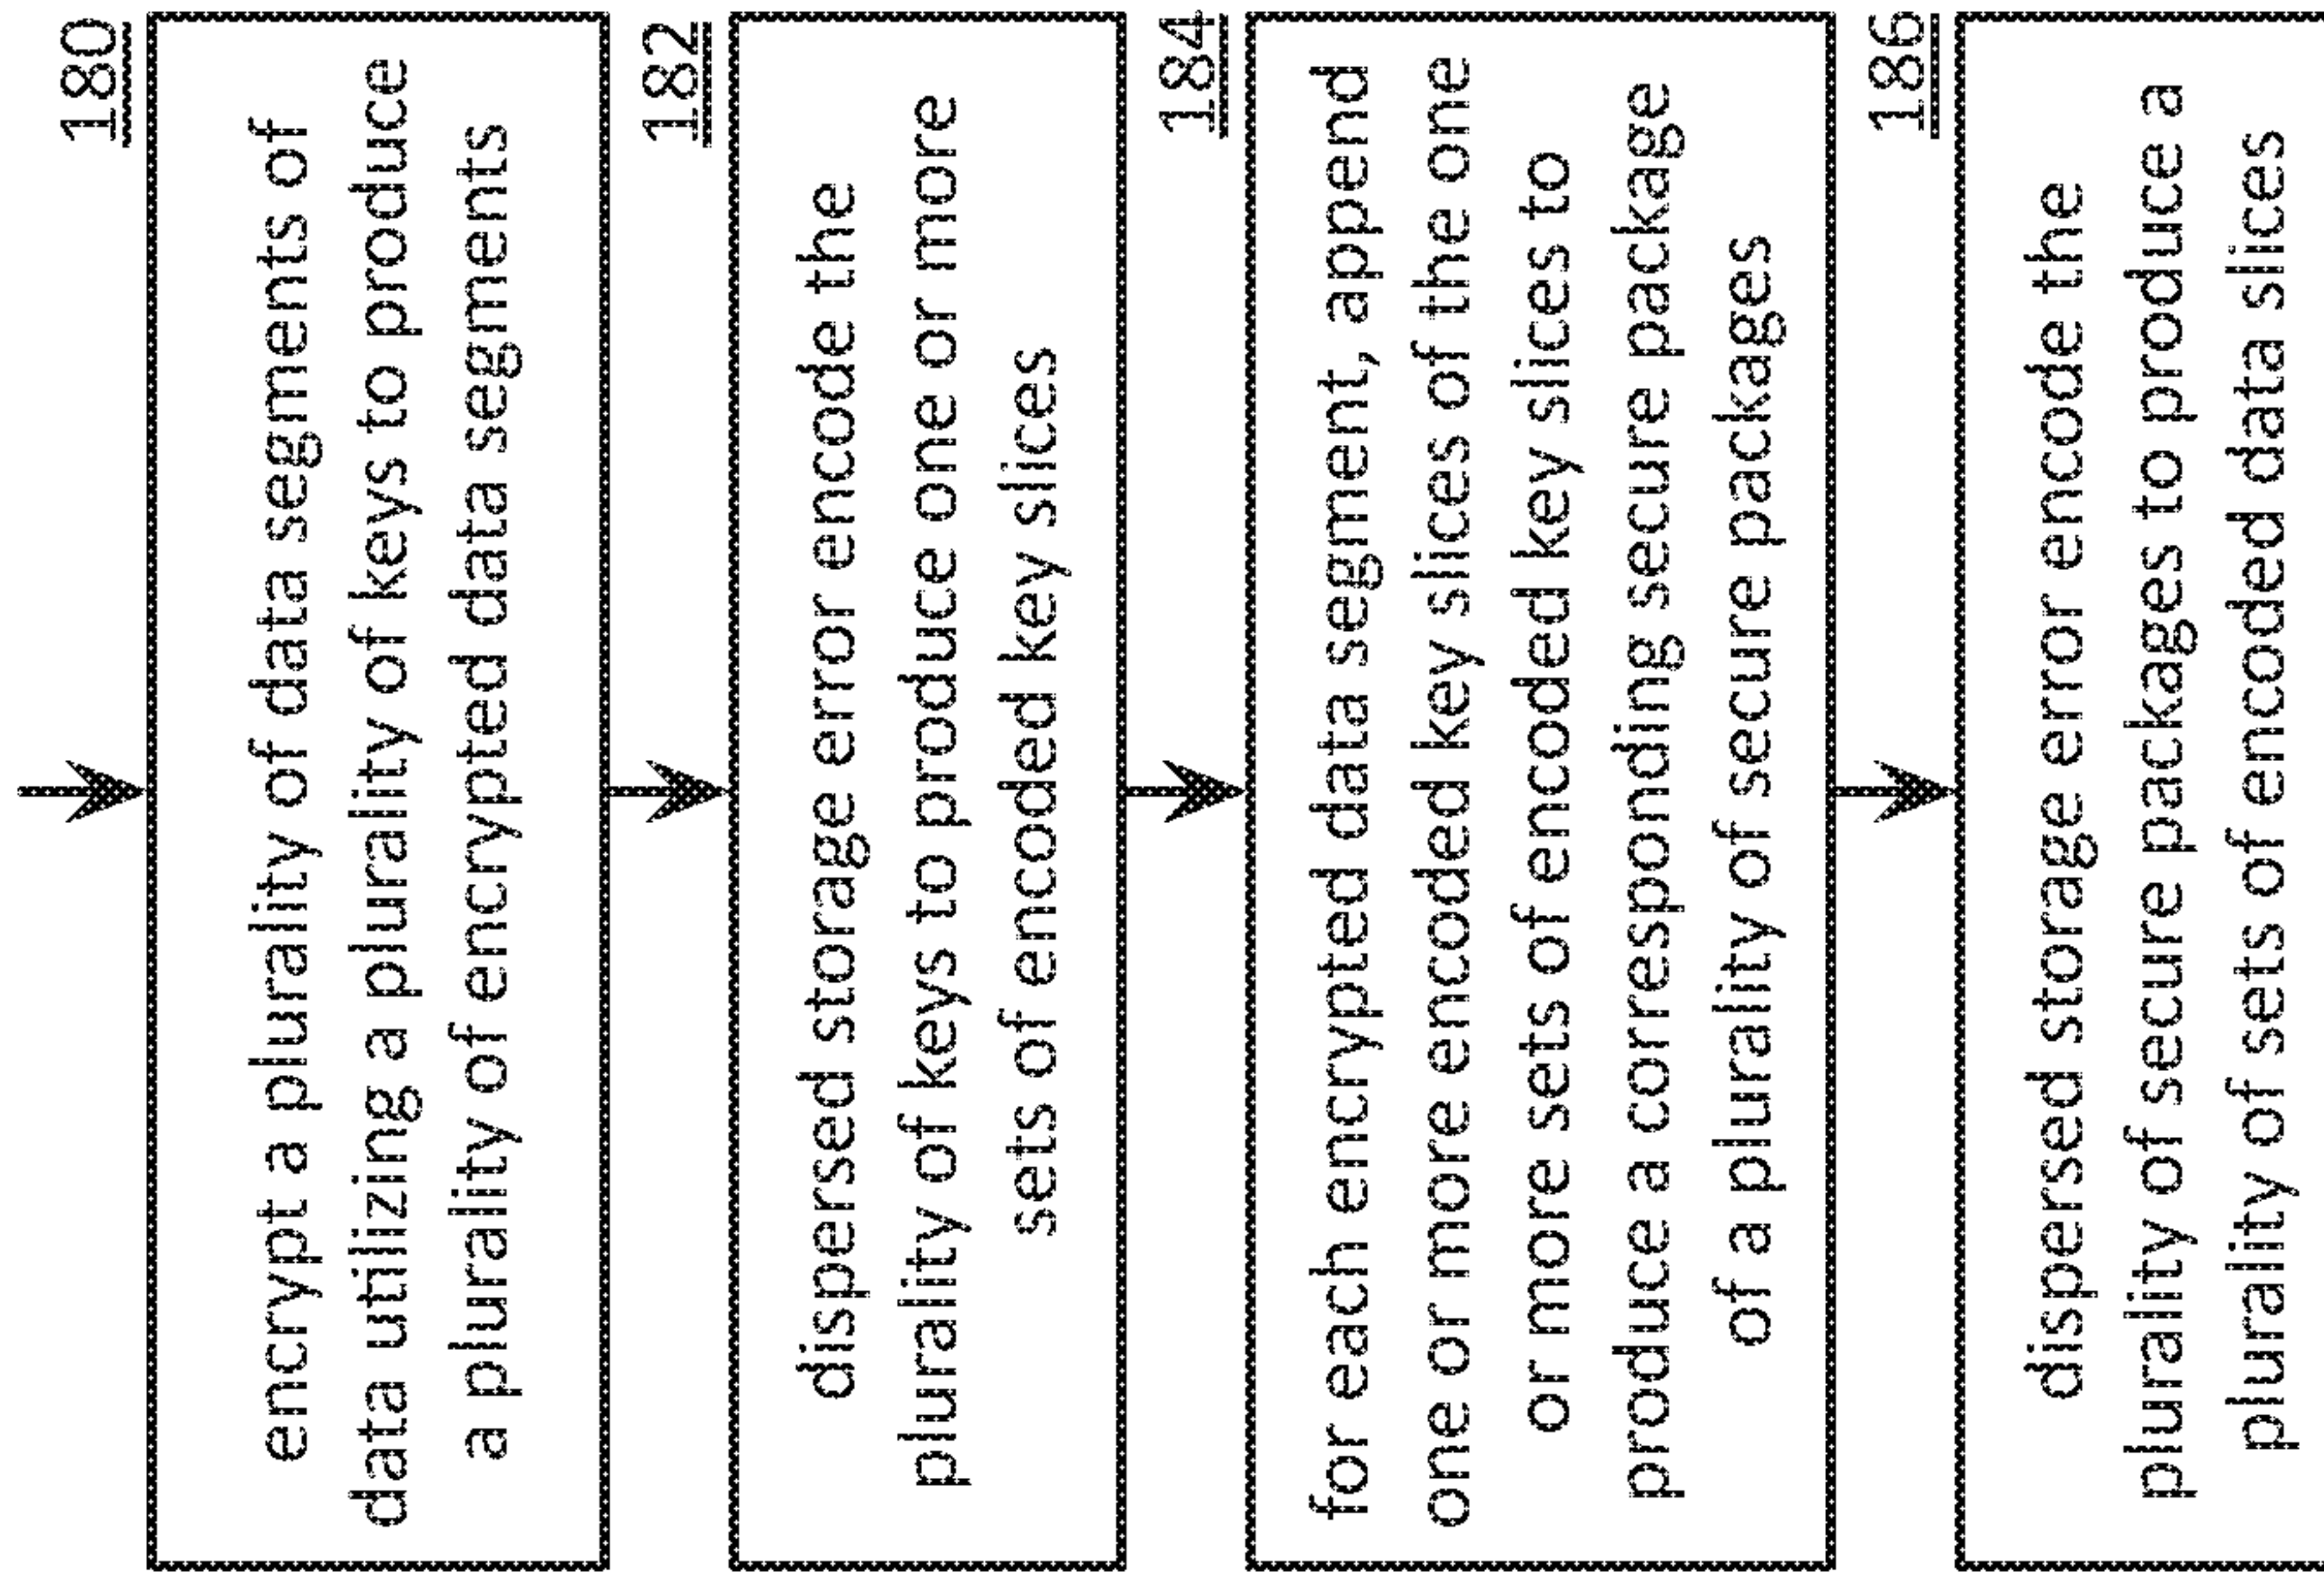 180
encrypt a plurality of data segments of
data utilizing a plurality of keys to produce
a plurality of encrypted data segments
182
dispersed storage error encode the
plurality of keys to produce one or more
sets of encoded key slices
184
for each encrypted data segment, append
one or more encoded key slices of the one
or more sets of encoded key slices to
produce a corresponding secure package
of a plurality of secure packages
186
dispersed storage error encode the
plurality of secure packages to produce a
plurality of sets of encoded data slices